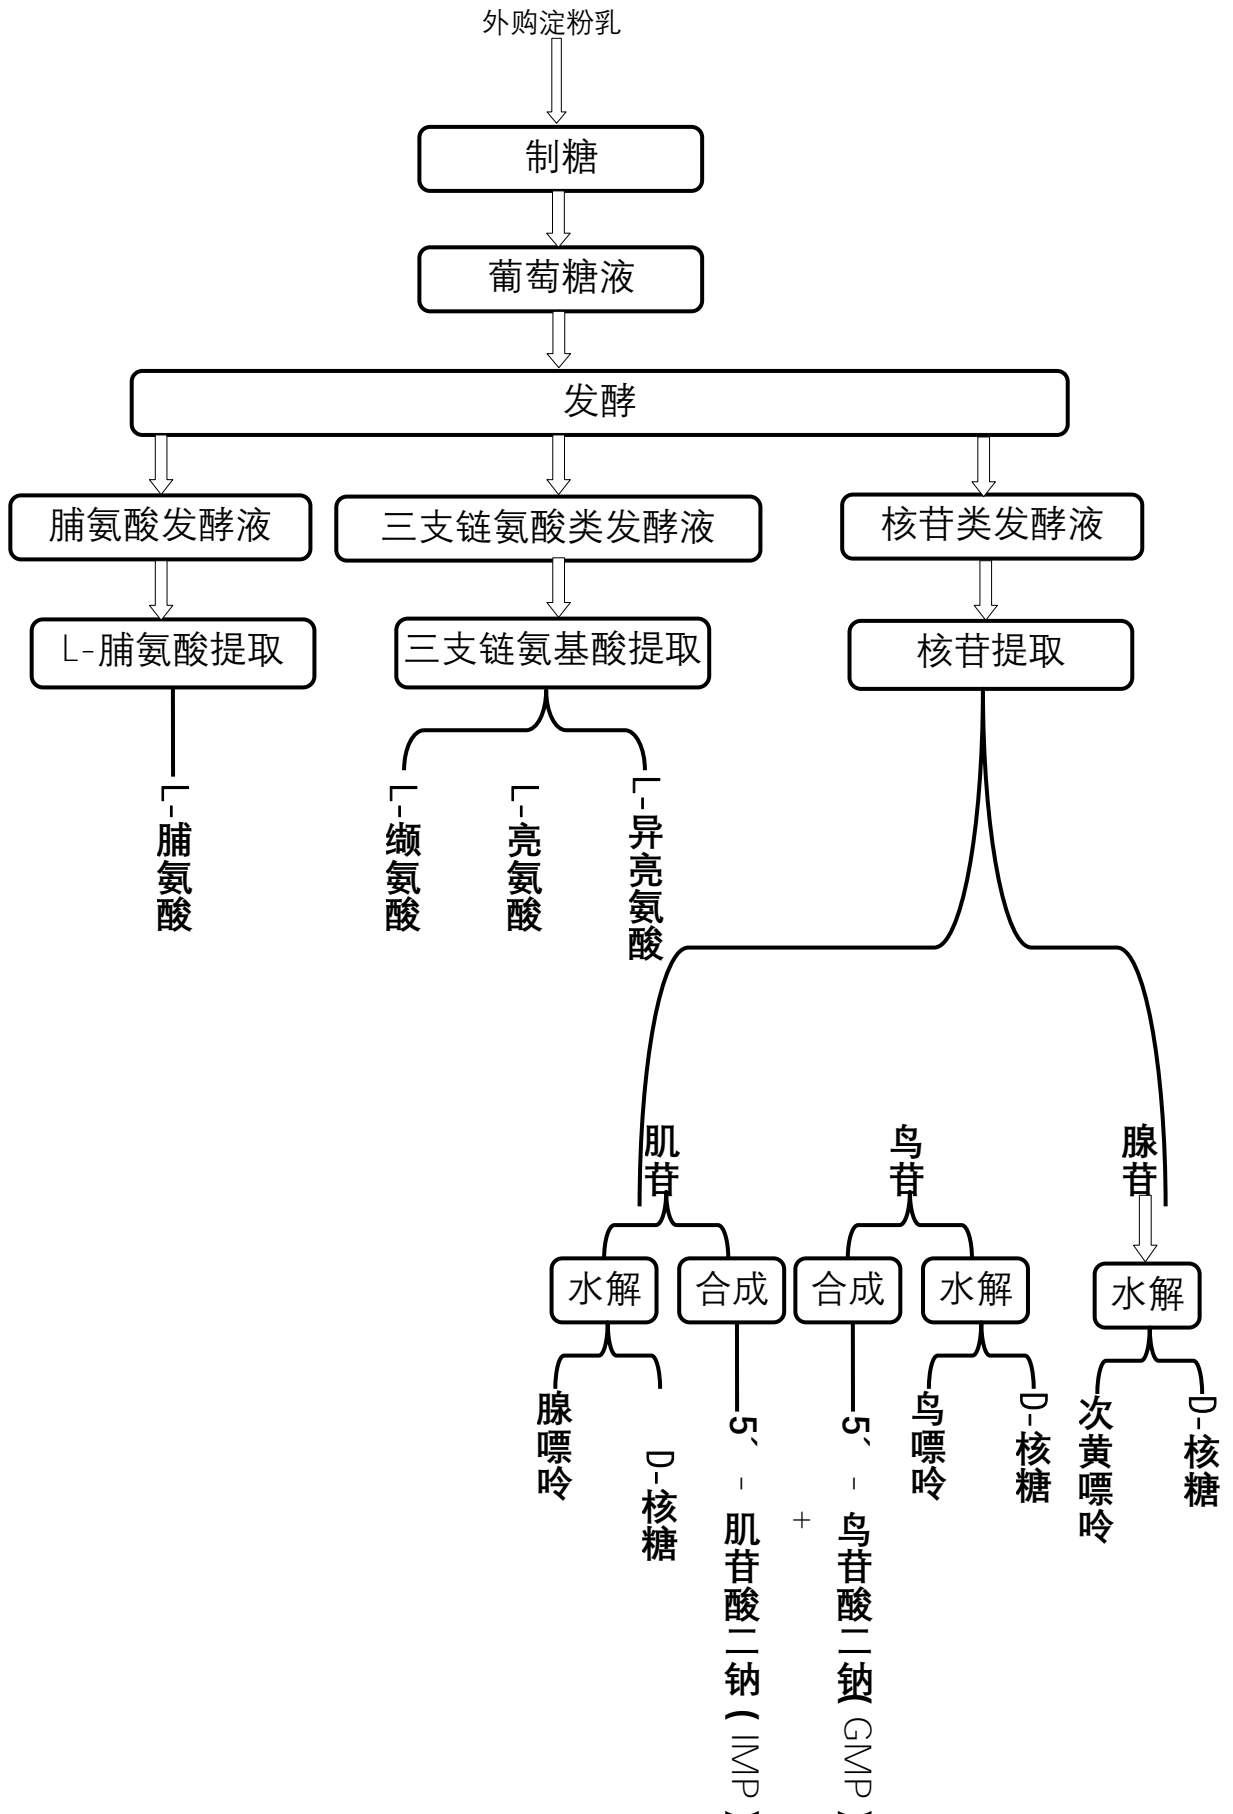 外购淀粉乳
制糖
葡萄糖液
发酵
脯氨酸发酵液
三支链氨酸类发酵液
核苷类发酵液
L-脯氨酸提取
三支链氨基酸提取
核苷提取
L-脯氨酸
L-缬氨酸
L-亮氨酸
L-异亮氨酸
肌苷
鸟苷
腺苷
水解
合成
合成
水解
水解
腺嘌呤
D-核糖
5′-肌苷酸二钠(IMP)
+
5′-鸟苷酸二钠(GMP)
鸟嘌呤
D-核糖
次黄嘌呤
D-核糖